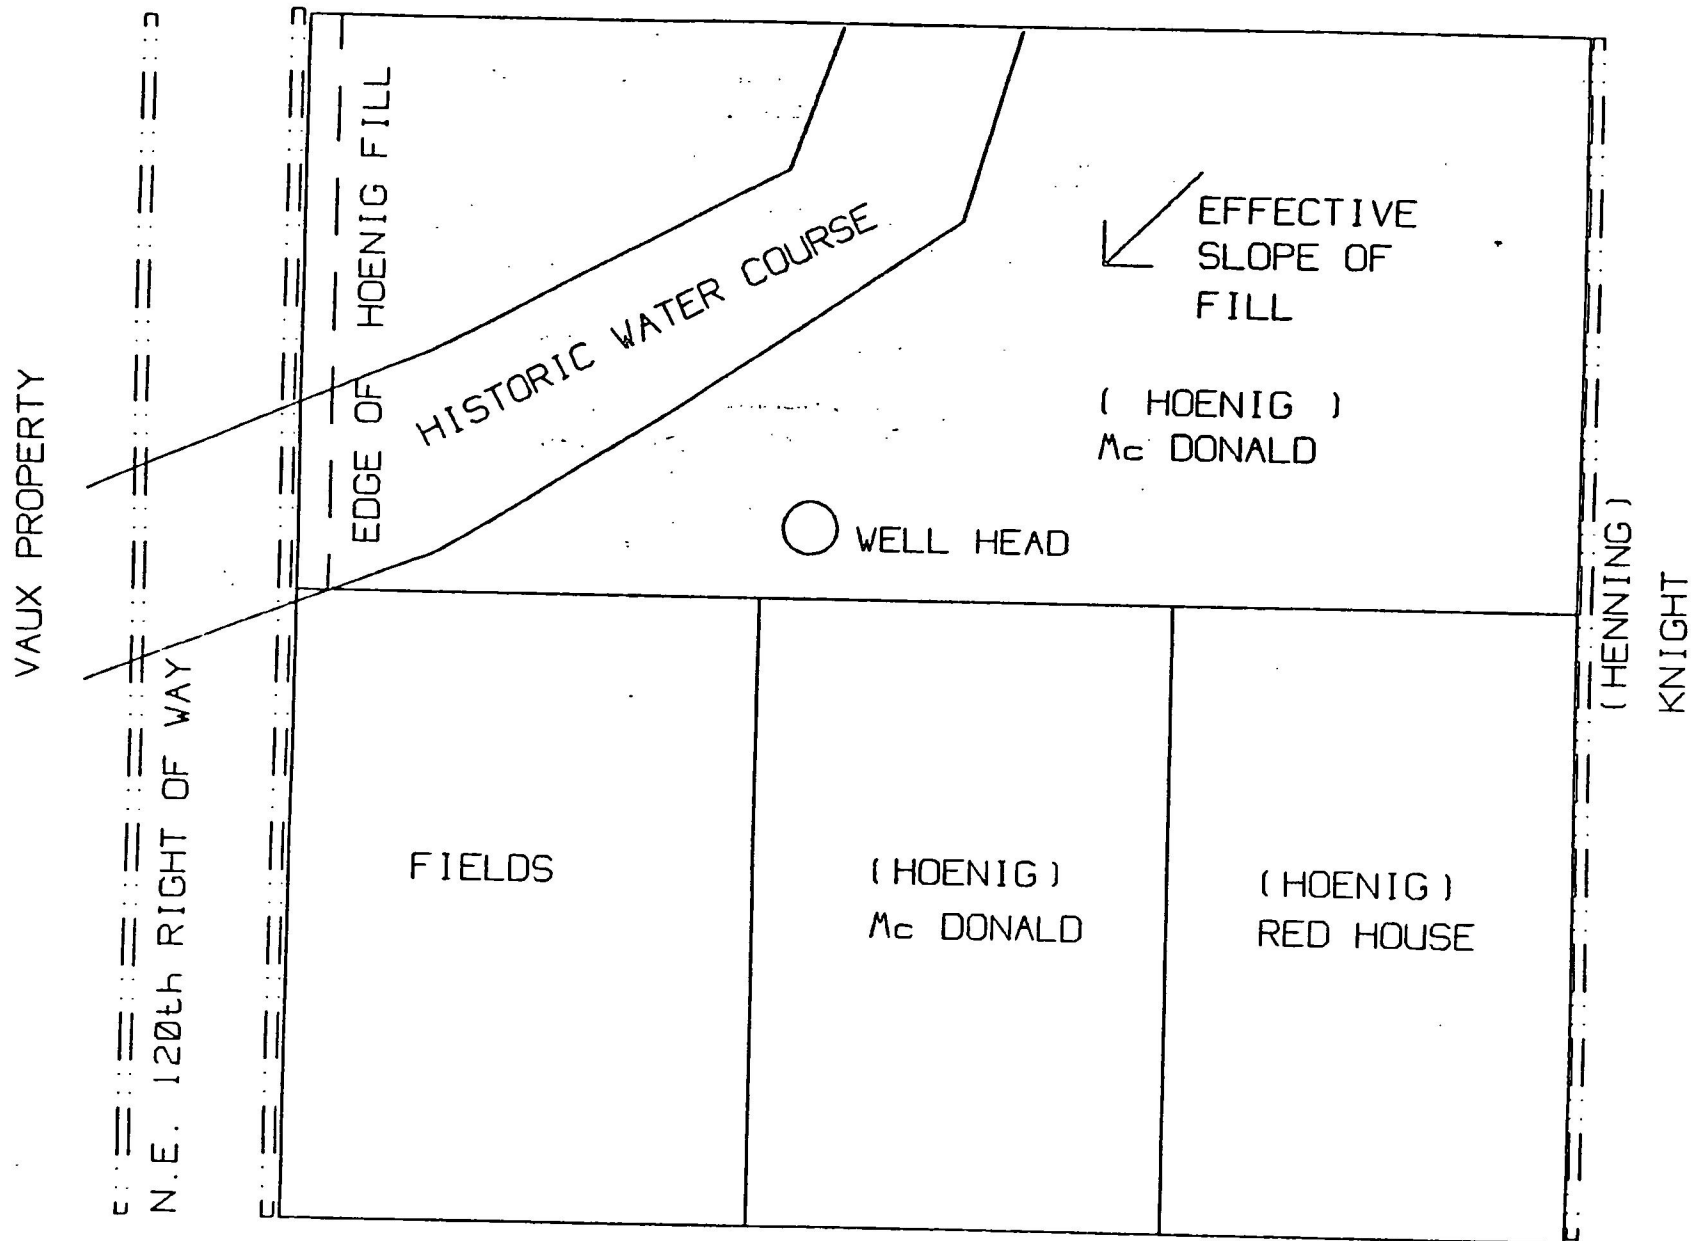 VAUX PROPERTY
N.E. 120th RIGHT OF WAY
EDGE OF HOENIG FILL
HISTORIC WATER COURSE
EFFECTIVE
SLOPE OF
FILL
( HOENIG )
Mc DONALD
WELL HEAD
(HENNING)
KNIGHT
FIELDS
(HOENIG)
Mc DONALD
(HOENIG)
RED HOUSE